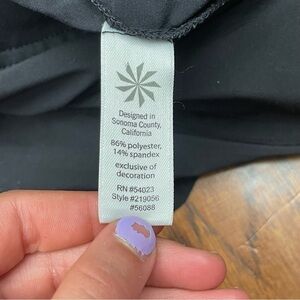 Designed in
Sonoma County,
California
86% polyester,
14% spandex
exclusive of
decoration
RN #54023
Style #219056
#56088